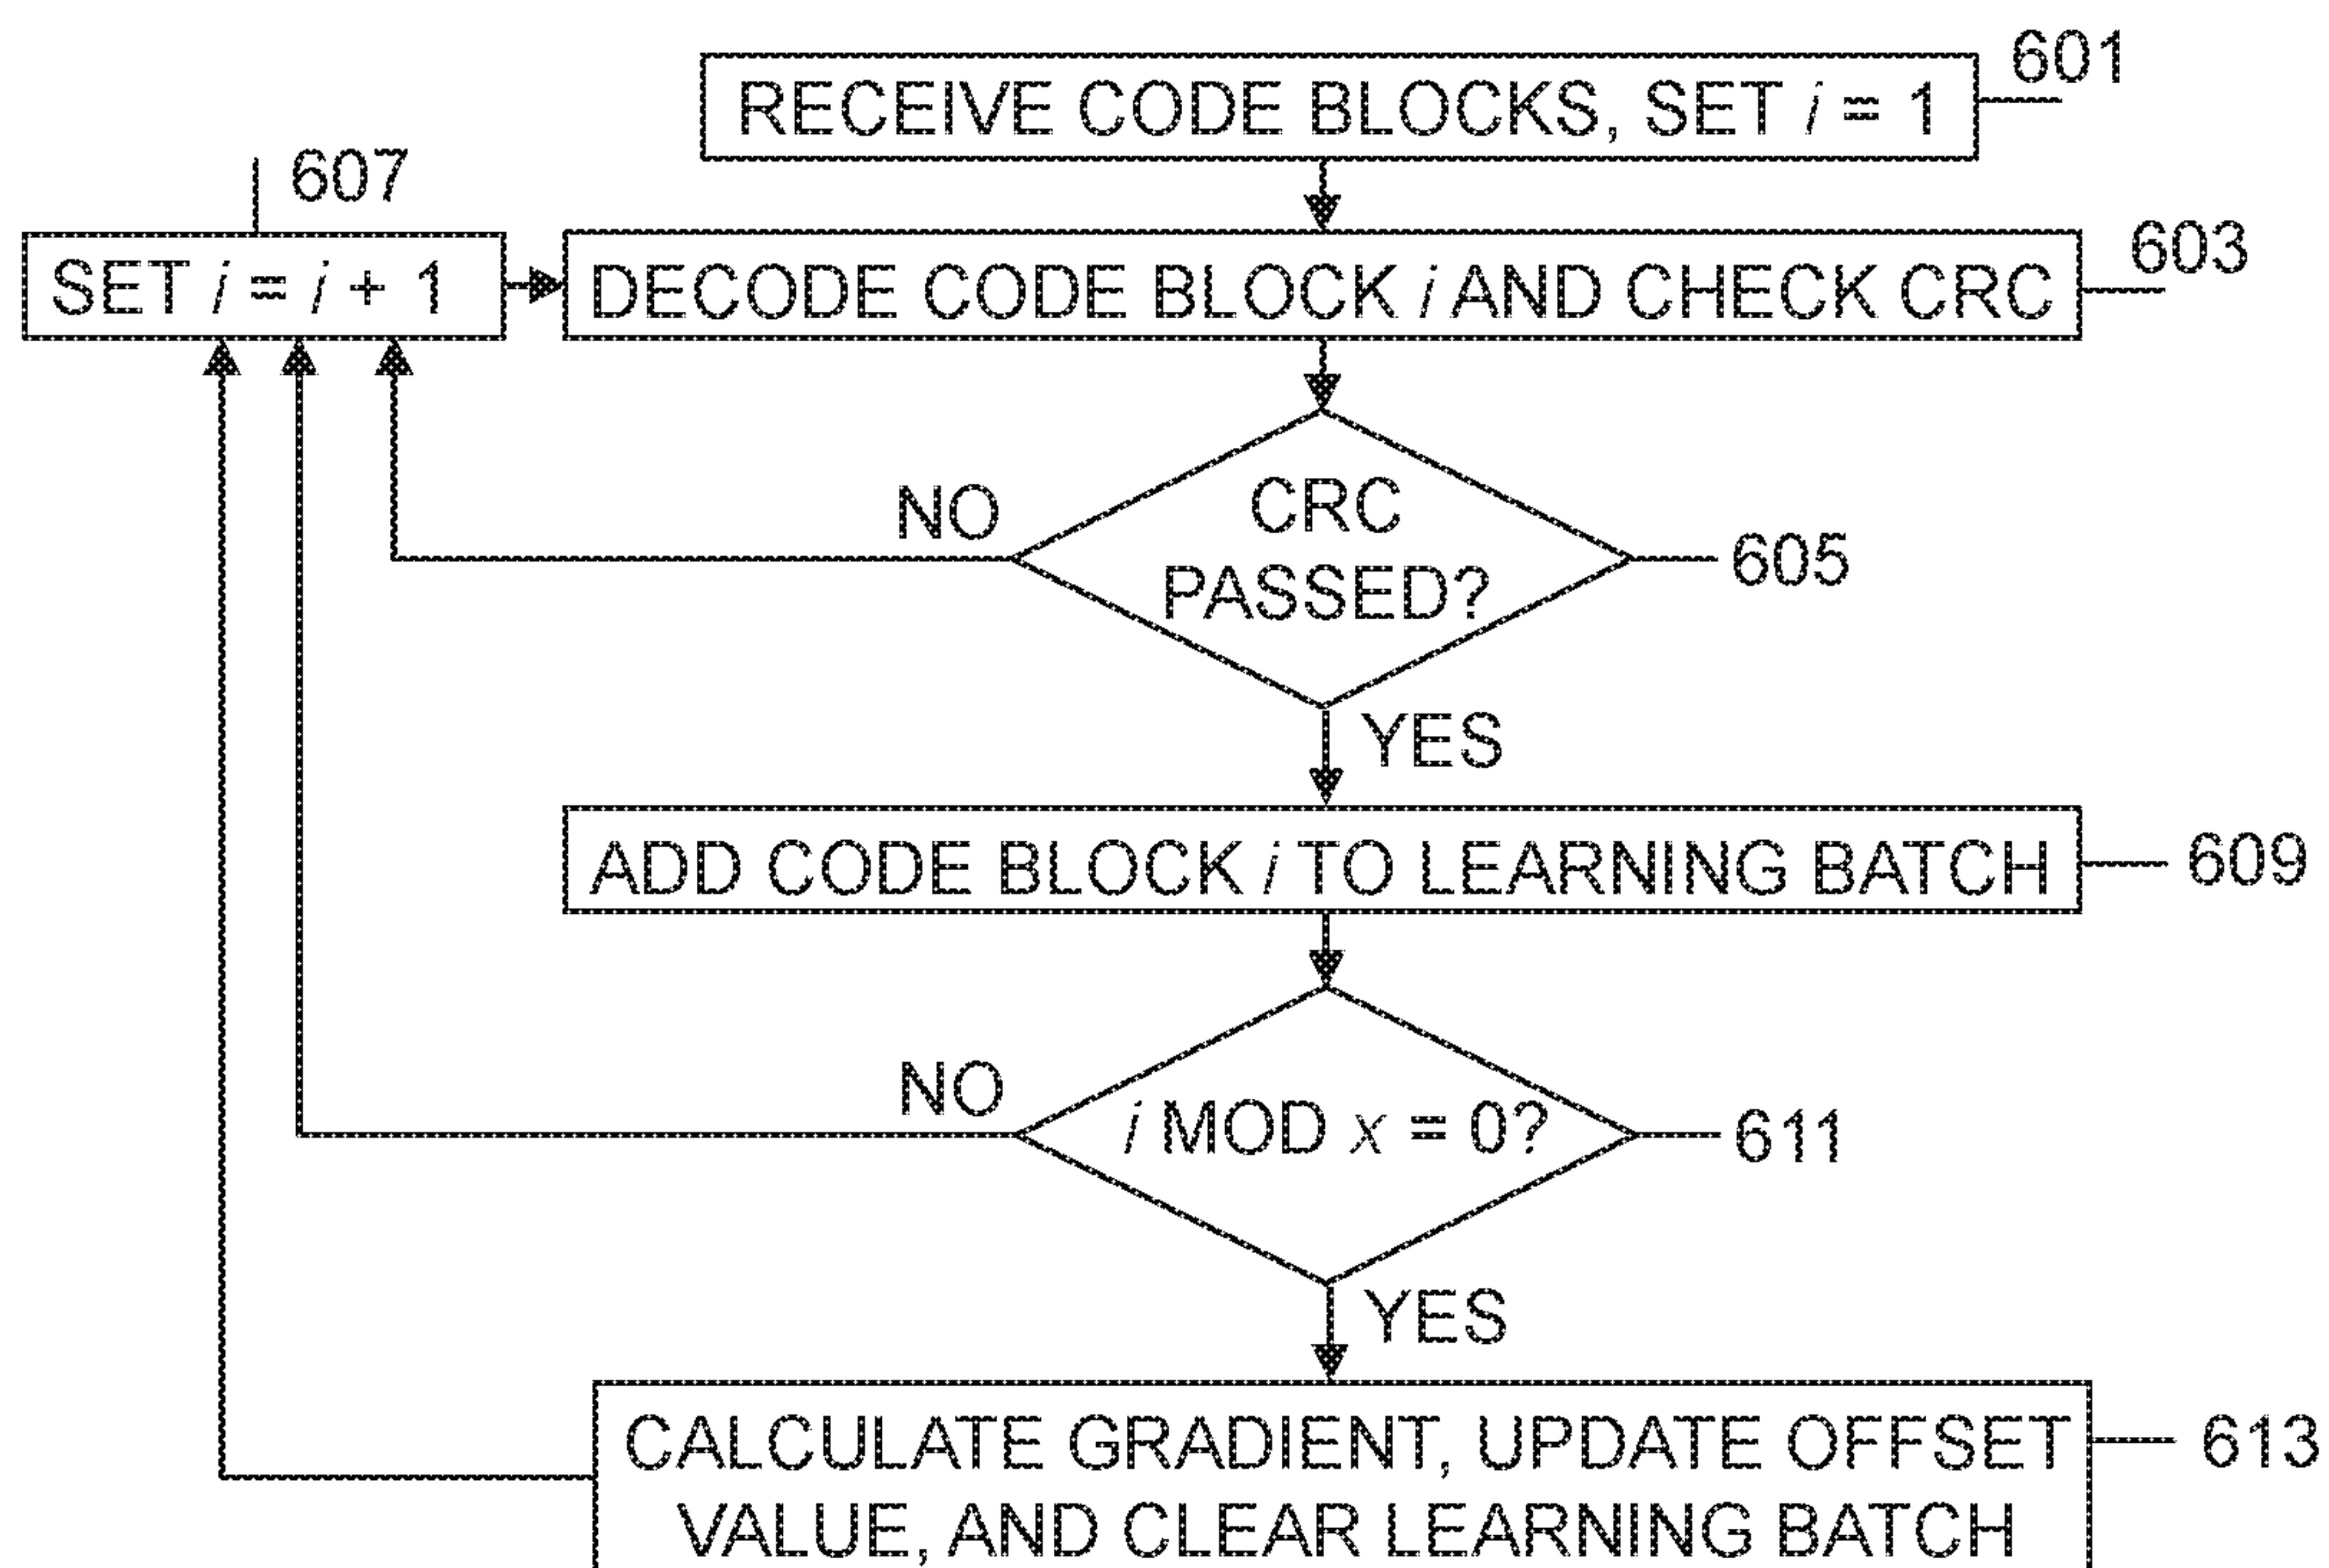 601
RECEIVE CODE BLOCKS, SET i = 1
607
603
SET i = i + 1
DECODE CODE BLOCK i AND CHECK CRC
NO
CRC
PASSED?
605
YES
ADD CODE BLOCK i TO LEARNING BATCH
609
NO
i MOD x = 0?
611
YES
CALCULATE GRADIENT, UPDATE OFFSET
VALUE, AND CLEAR LEARNING BATCH
613